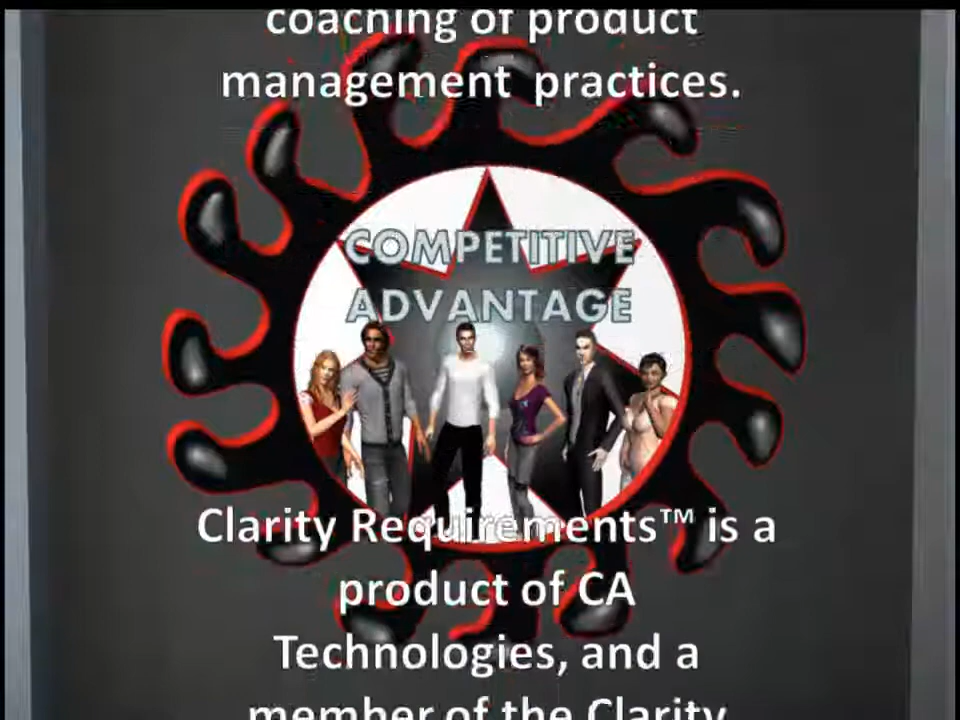 coaching of product
management practices.
COMPETITIVE
ADVANTAGE
Clarity Requirements™ is a
product of CA
Technologies, and a
member of the Clarity